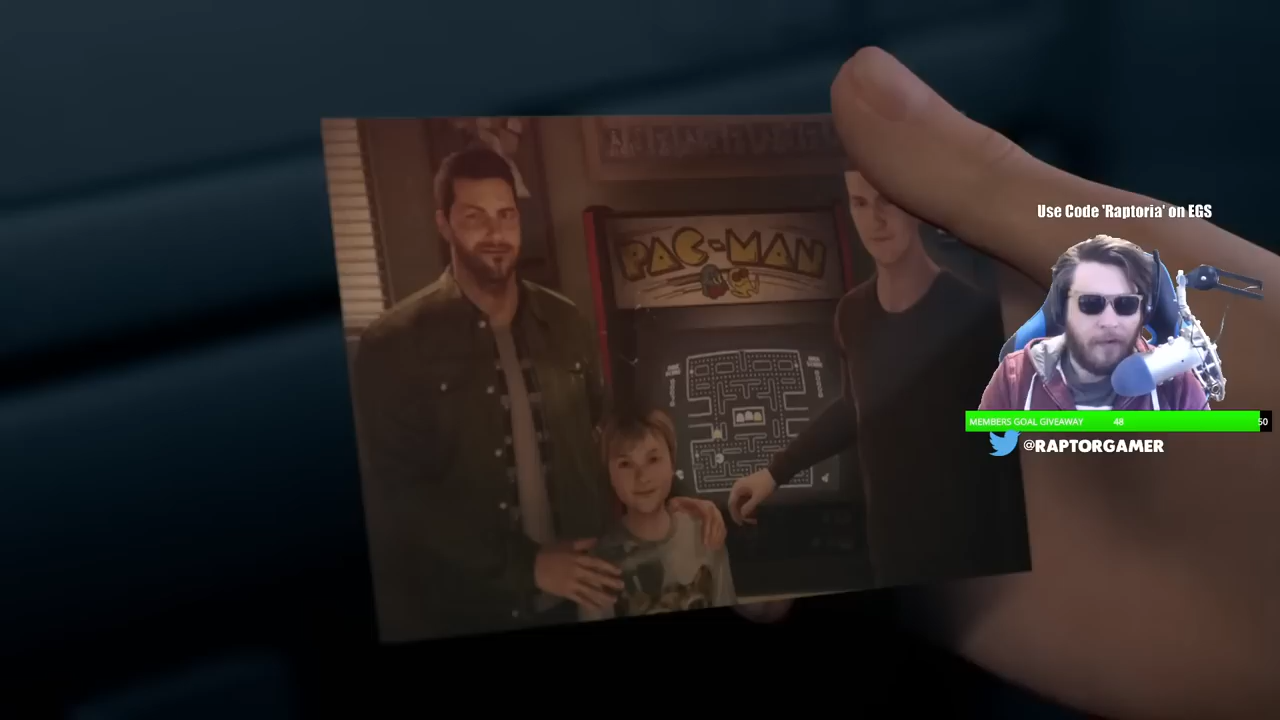 Use Code 'Raptoria' on EGS
PAC-MAN
MEMBERS GOAL GIVEAWAY 48 50
@RAPTORGAMER